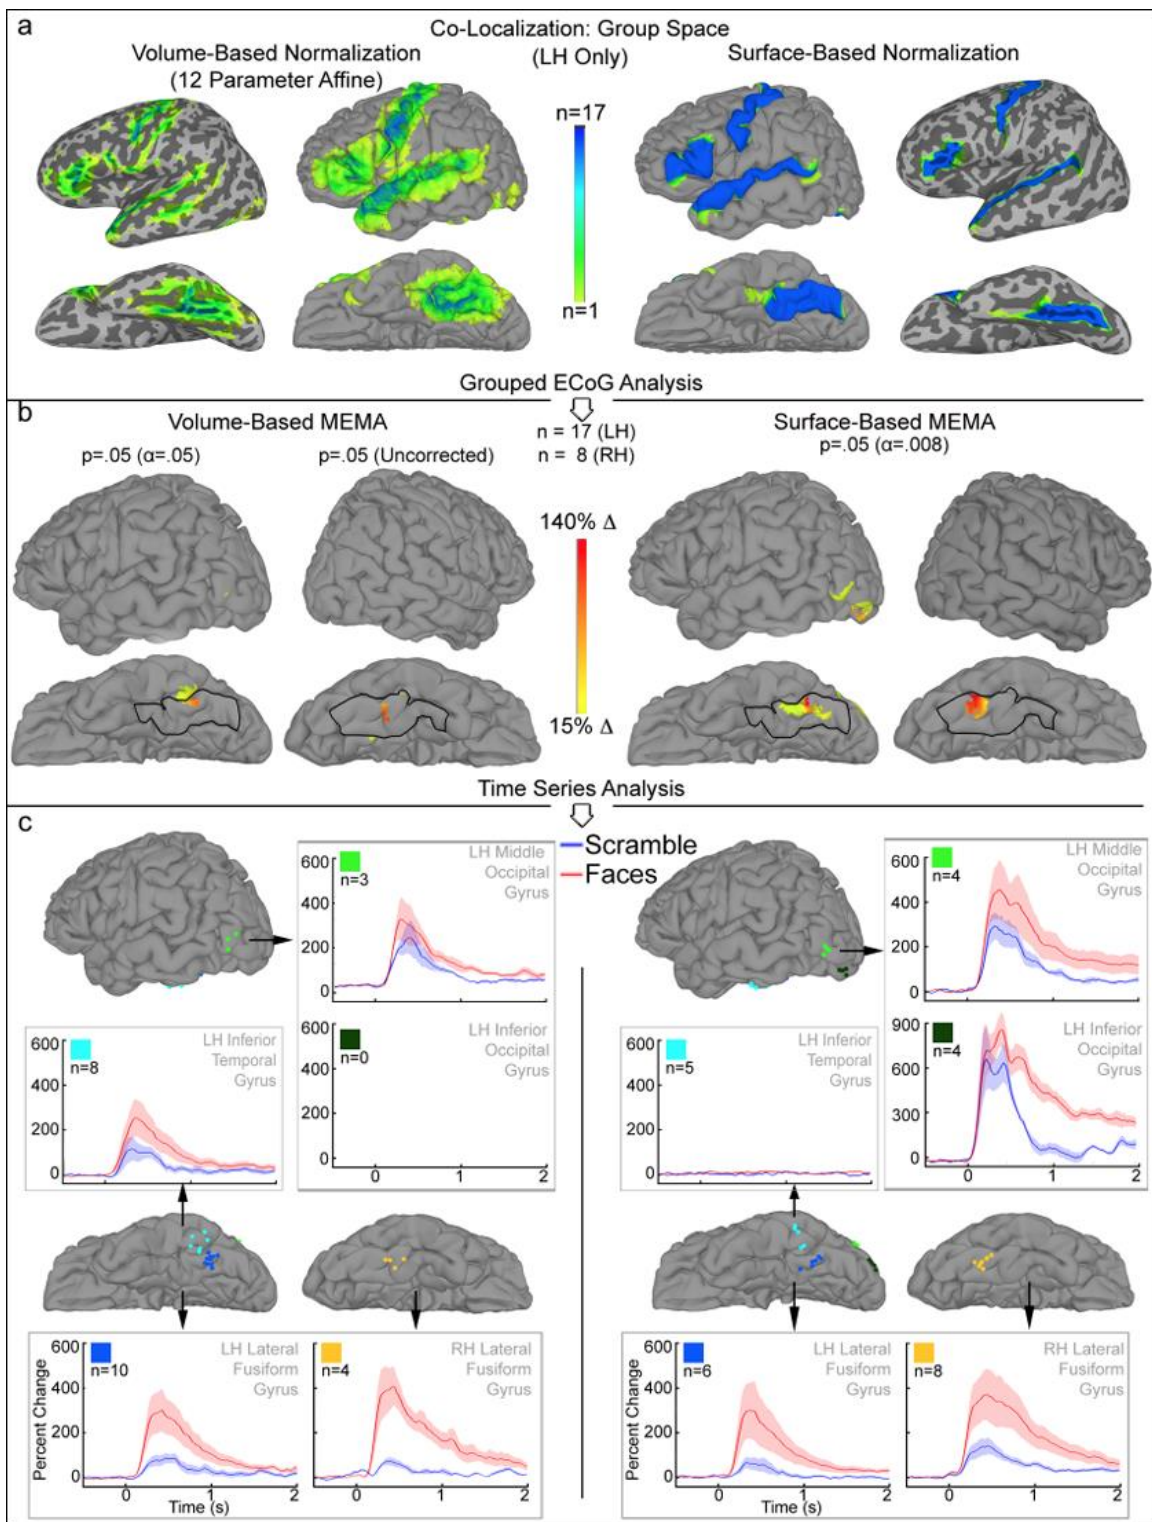 a
Co-Localization: Group Space
Volume-Based Normalization
(12 Parameter Affine)
(LH Only)
Surface-Based Normalization
n=17
n=1
Grouped ECoG Analysis
b
Volume-Based MEMA
n = 17 (LH)
n = 8 (RH)
Surface-Based MEMA
p=.05 (α=.05)
p=.05 (Uncorrected)
p=.05 (α=.008)
140% Δ
15% Δ
Time Series Analysis
c
Scramble
Faces
600
400
200
0
n=3
LH Middle
Occipital
Gyrus
0 1 2
600
400
200
0
n=8
LH Inferior
Temporal
Gyrus
600
400
200
0
n=0
LH Inferior
Occipital
Gyrus
0 1 2
Percent Change
600
400
200
0
n=10
LH Lateral
Fusiform
Gyrus
0 1 2
Time (s)
n=4
RH Lateral
Fusiform
Gyrus
0 1 2
600
400
200
0
n=4
LH Middle
Occipital
Gyrus
0 1 2
600
400
200
0
n=5
LH Inferior
Temporal
Gyrus
900
600
300
0
n=4
LH Inferior
Occipital
Gyrus
0 1 2
Percent Change
600
400
200
0
n=6
LH Lateral
Fusiform
Gyrus
0 1 2
Time (s)
n=8
RH Lateral
Fusiform
Gyrus
0 1 2